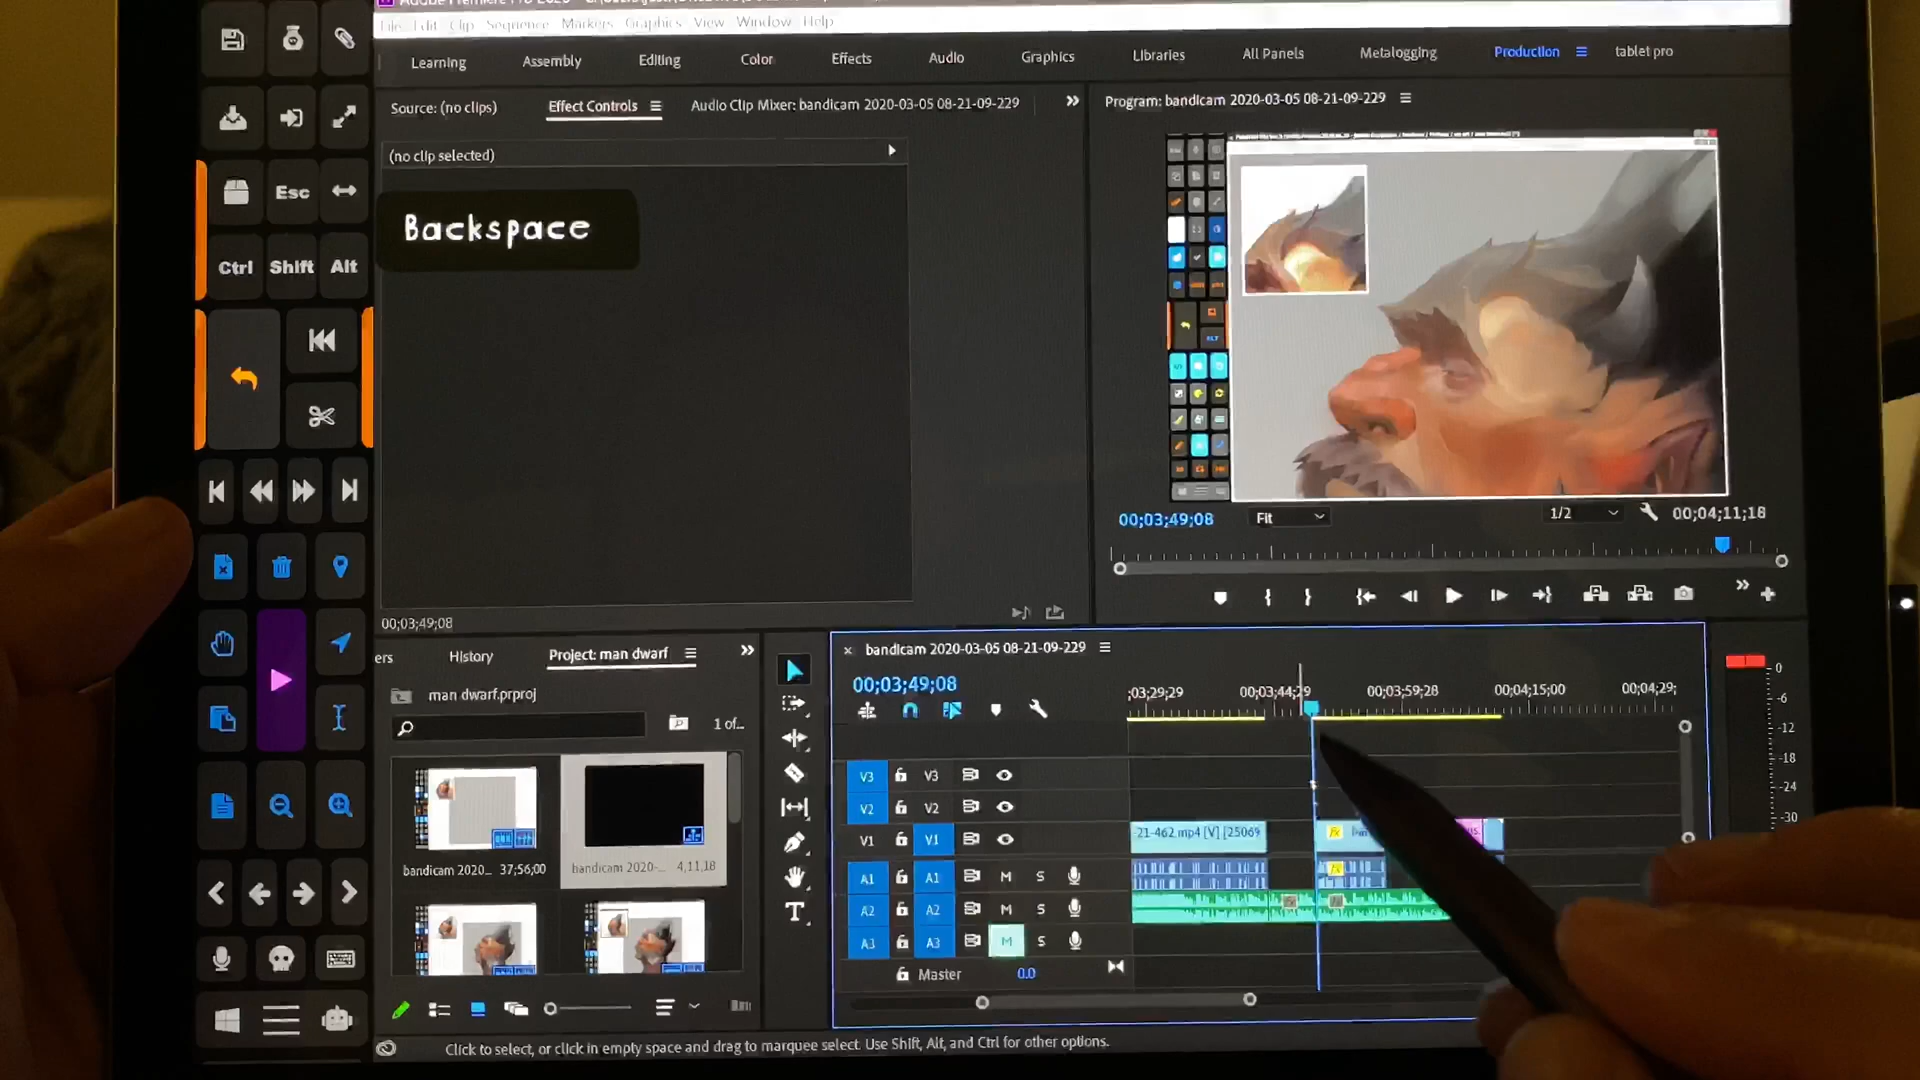 File Edit Clip Sequence Markers Graphics View Window Help
Learning Assembly Editing Color Effects Audio Graphics Libraries All Panels Metalogging Production tablet pro
Source: (no clips) Effect Controls Audio Clip Mixer: bandicam 2020-03-05 08-21-09-229
Program: bandicam 2020-03-05 08-21-09-229
(no clip selected)
Backspace
Esc
Ctrl Shift Alt
00;03;49;08 Fit 1/2 00;04;11;18
00;03;49;08
ers History Project: man dwarf
man dwarf.prproj
1 of...
bandicam 2020... 37;56;00
bandicam 2020-... 4,11,18
bandicam 2020-03-05 08-21-09-229
00;03;49;08
;03;29;29 00;03;44;29 00;03;59;28 00;04;15;00 00;04;29;
V3 V3
V2 V2
V1 V1 21-462.mp4 [V] [25069 fx
A1 A1 M S fx
A2 A2 M S fx fx
A3 A3 M S
Master 0.0
0
-6
-12
-18
-24
-30
Click to select, or click in empty space and drag to marquee select. Use Shift, Alt, and Ctrl for other options.